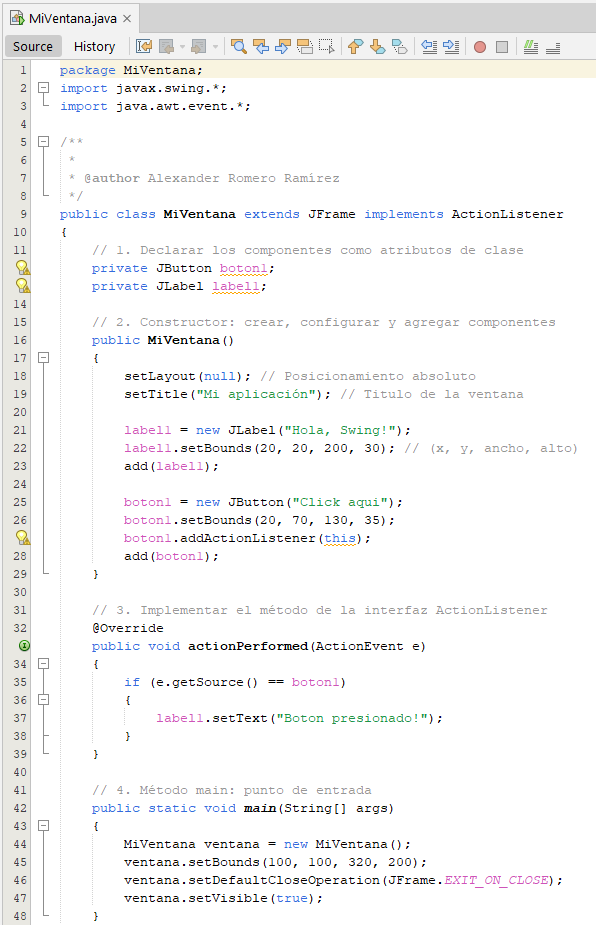 MiVentana.java
Source History
1 package MiVentana;
2 import javax.swing.*;
3 import java.awt.event.*;
4
5 /**
6  *
7  * @author Alexander Romero Ramírez
8  */
9 public class MiVentana extends JFrame implements ActionListener
10 {
11     // 1. Declarar los componentes como atributos de clase
    private JButton boton1;
    private JLabel label1;
14
15     // 2. Constructor: crear, configurar y agregar componentes
16     public MiVentana()
17     {
18         setLayout(null); // Posicionamiento absoluto
19         setTitle("Mi aplicación"); // Titulo de la ventana
20
21         label1 = new JLabel("Hola, Swing!");
22         label1.setBounds(20, 20, 200, 30); // (x, y, ancho, alto)
23         add(label1);
24
25         boton1 = new JButton("Click aqui");
26         boton1.setBounds(20, 70, 130, 35);
        boton1.addActionListener(this);
28         add(boton1);
29     }
30
31     // 3. Implementar el método de la interfaz ActionListener
32     @Override
    public void actionPerformed(ActionEvent e)
34     {
35         if (e.getSource() == boton1)
36         {
37             label1.setText("Boton presionado!");
38         }
39     }
40
41     // 4. Método main: punto de entrada
42     public static void main(String[] args)
43     {
44         MiVentana ventana = new MiVentana();
45         ventana.setBounds(100, 100, 320, 200);
46         ventana.setDefaultCloseOperation(JFrame.EXIT_ON_CLOSE);
47         ventana.setVisible(true);
48     }